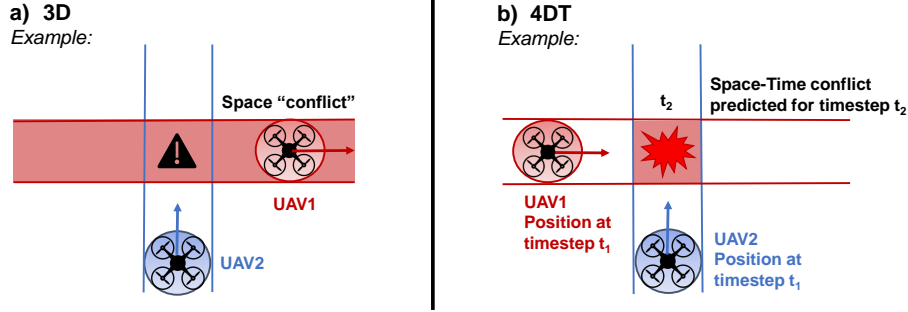 a) 3D
Example:
Space “conflict”
UAV1
UAV2
b) 4DT
Example:
t₂
Space-Time conflict
predicted for timestep t₂
UAV1
Position at
timestep t₁
UAV2
Position at
timestep t₁